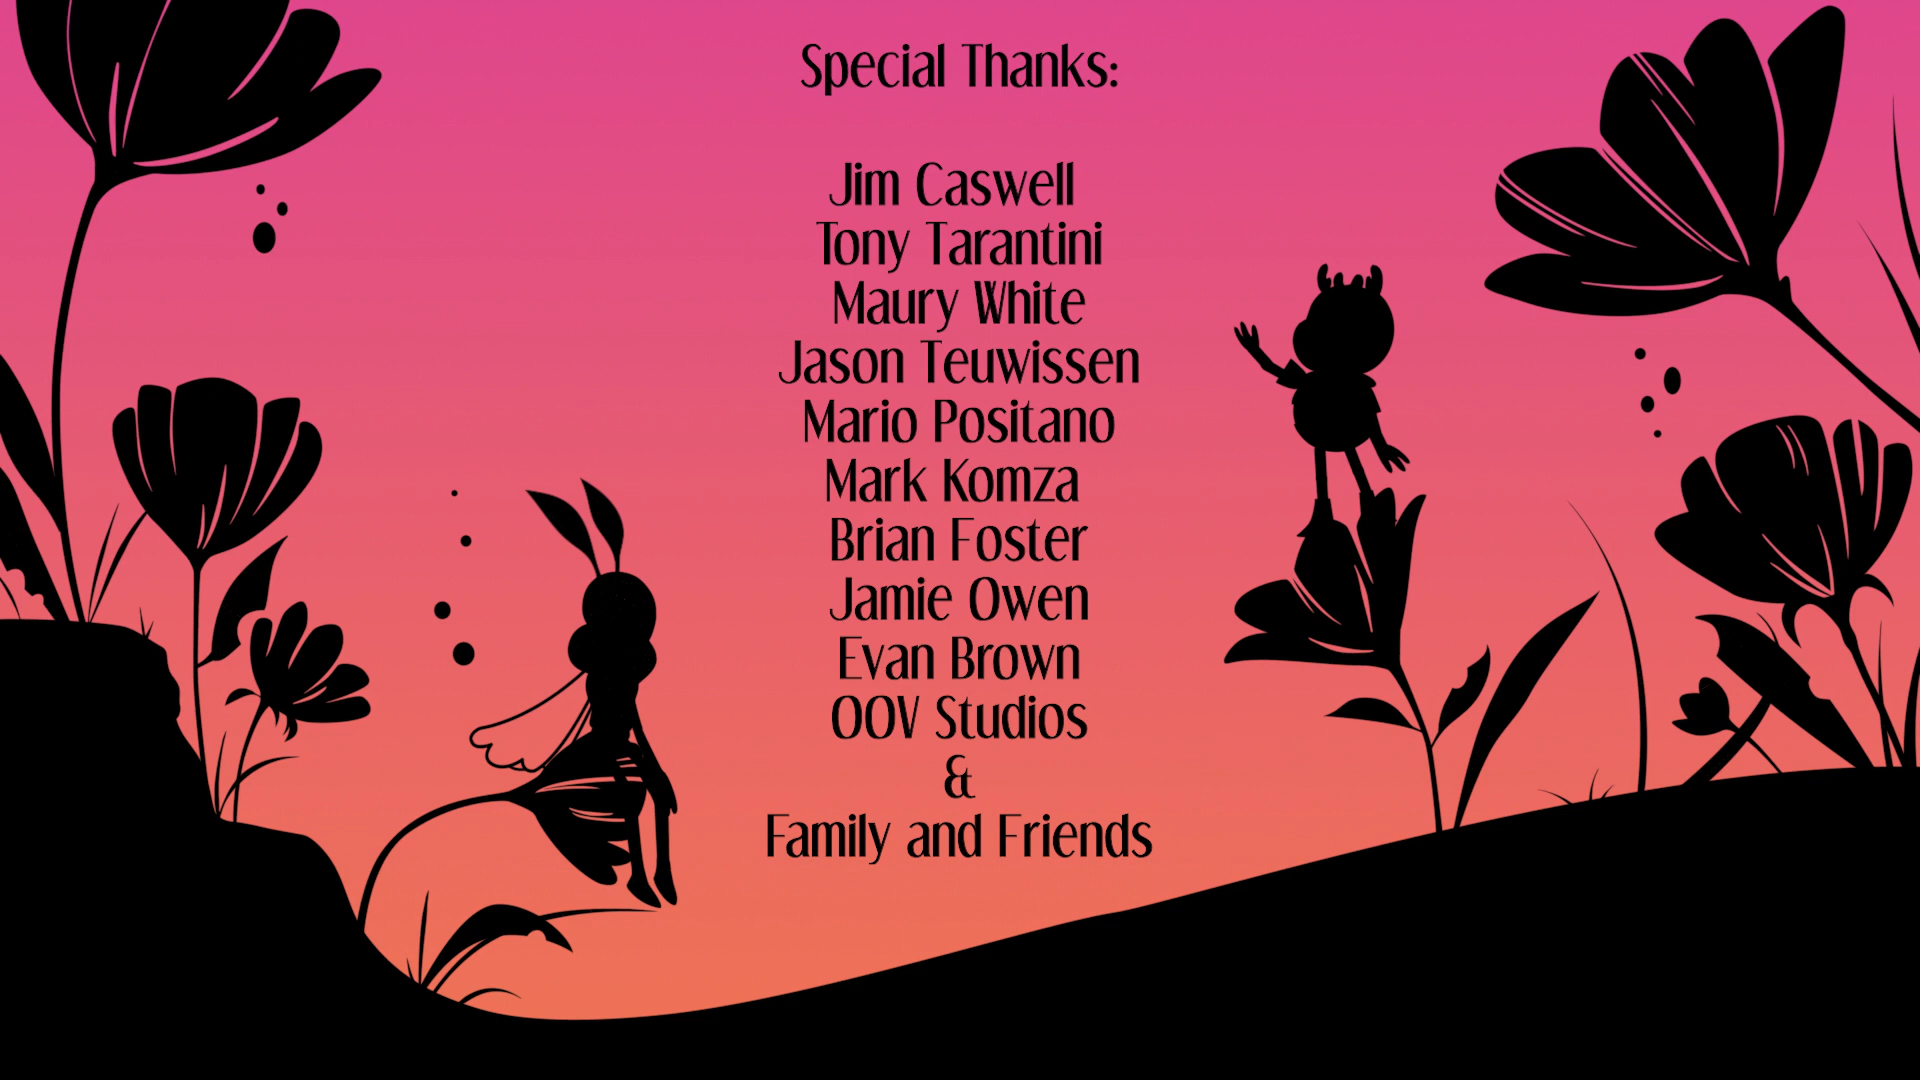 Special Thanks:
Jim Caswell
Tony Tarantini
Maury White
Jason Teuwissen
Mario Positano
Mark Komza
Brian Foster
Jamie Owen
Evan Brown
OOV Studios
&
Family and Friends